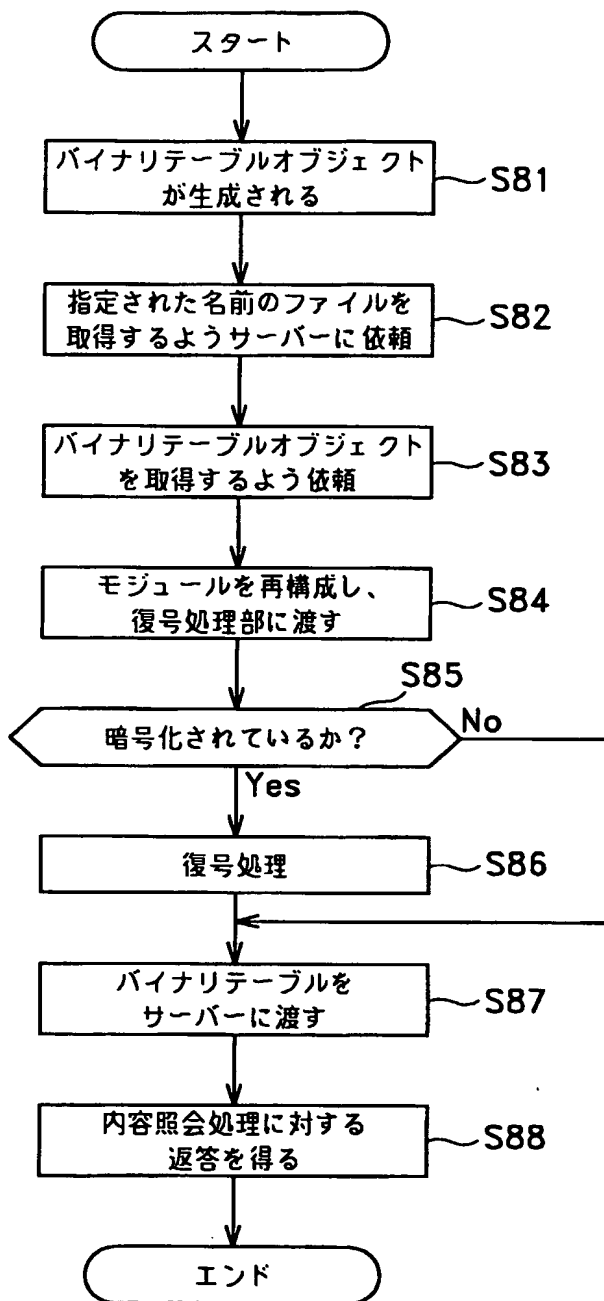 スタート
バイナリテーブルオブジェクト
が生成される
S81
指定された名前のファイルを
取得するようサーバーに依頼
S82
バイナリテーブルオブジェクト
を取得するよう依頼
S83
モジュールを再構成し、
復号処理部に渡す
S84
S85
暗号化されているか?
No
Yes
復号処理
S86
バイナリテーブルを
サーバーに渡す
S87
内容照会処理に対する
返答を得る
S88
エンド